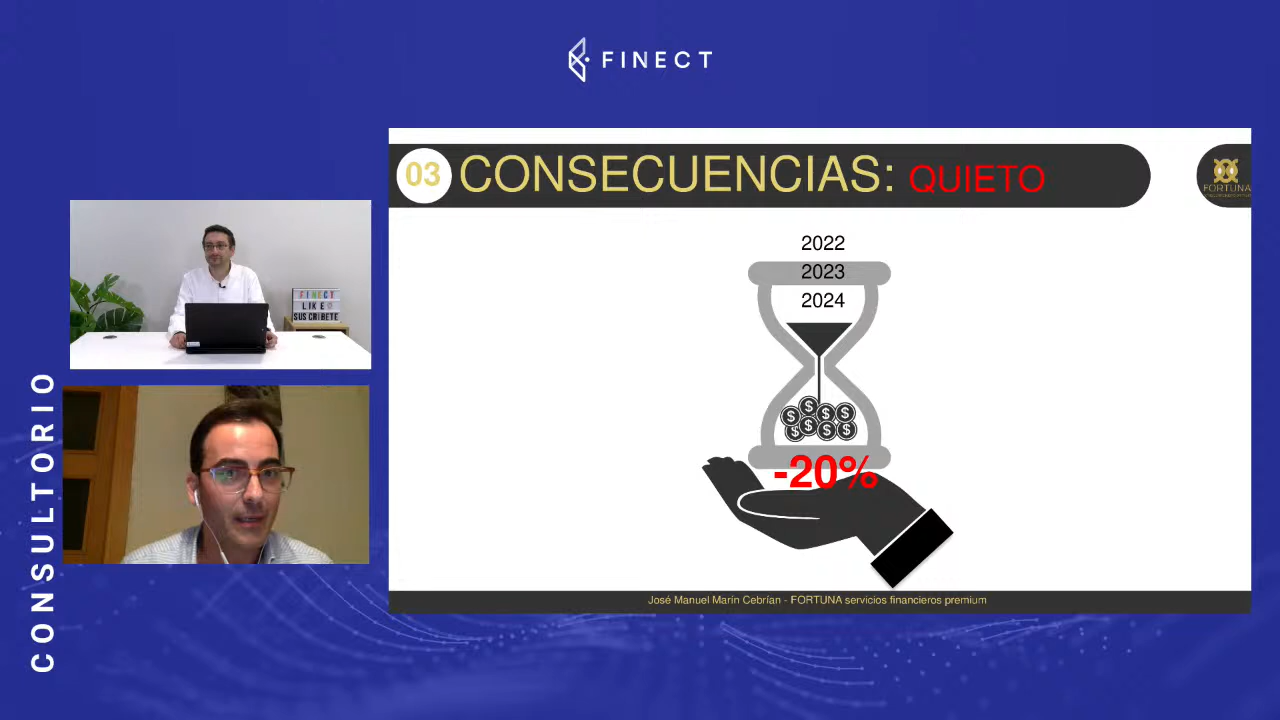 FINECT
03 CONSECUENCIAS: QUIETO
FORTUNA
2022
2023
2024
$ $ $ $
$ $ $ $
-20%
José Manuel Marín Cebrían - FORTUNA servicios financieros premium
FINECT
LIKE
SUSCRIBETE
CONSULTORIO